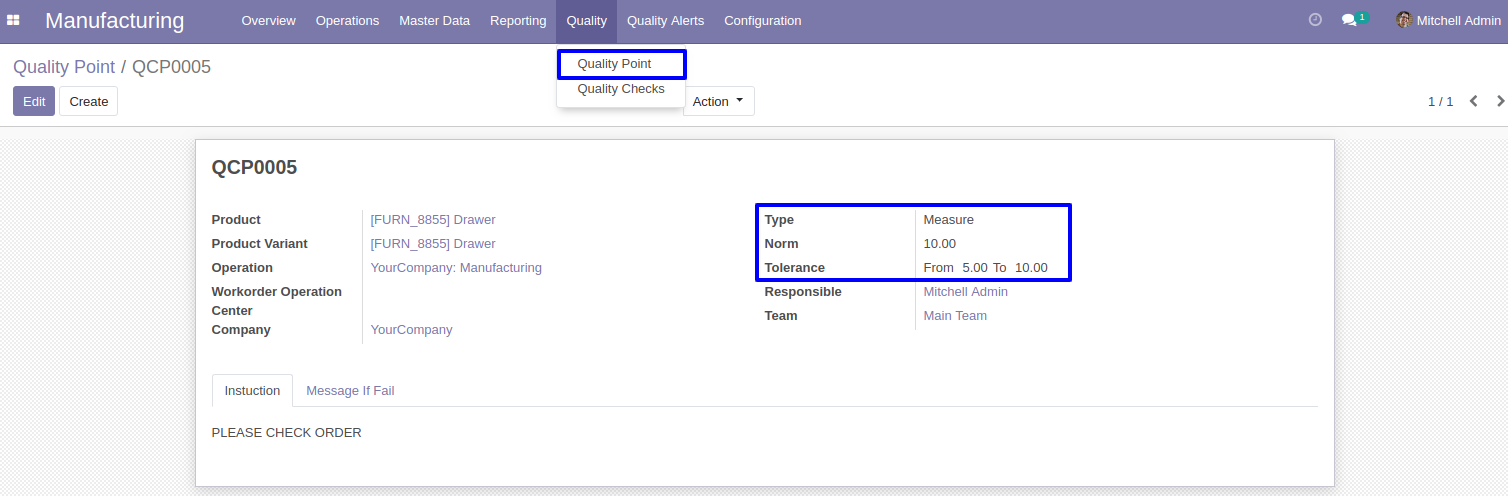 Manufacturing Overview Operations Master Data Reporting Quality Quality Alerts Configuration 1 Mitchell Admin
Quality Point / QCP0005
Quality Point
Quality Checks
Edit Create Action 1 / 1
QCP0005
Product [FURN_8855] Drawer
Product Variant [FURN_8855] Drawer
Operation YourCompany: Manufacturing
Workorder Operation
Center
Company YourCompany
Type Measure
Norm 10.00
Tolerance From 5.00 To 10.00
Responsible Mitchell Admin
Team Main Team
Instuction Message If Fail
PLEASE CHECK ORDER